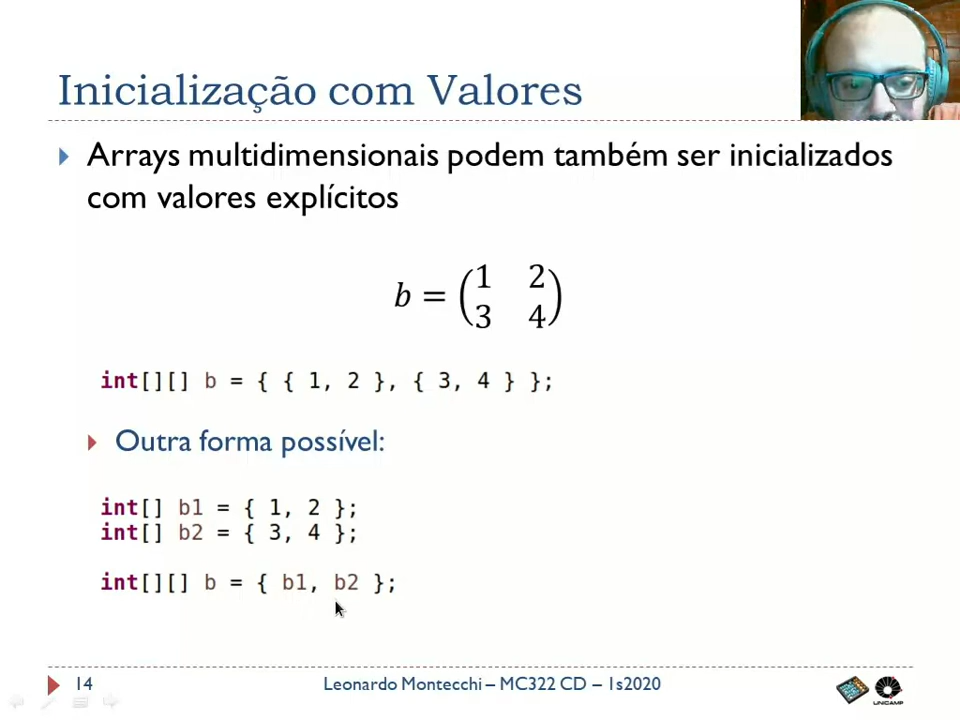 Inicialização com Valores
Arrays multidimensionais podem também ser inicializados
com valores explícitos
b = (1 2
3 4)
int[][] b = { { 1, 2 }, { 3, 4 } };
Outra forma possível:
int[] b1 = { 1, 2 };
int[] b2 = { 3, 4 };
int[][] b = { b1, b2 };
14 Leonardo Montecchi – MC322 CD – 1s2020
UNICAMP